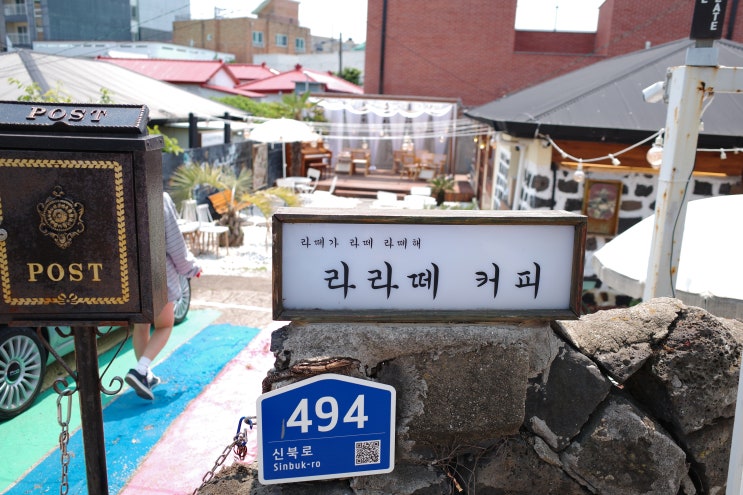 POST
POST
ATE
라떼가 라떼 라떼해
라라떼 커피
494
신북로
Sinbuk-ro